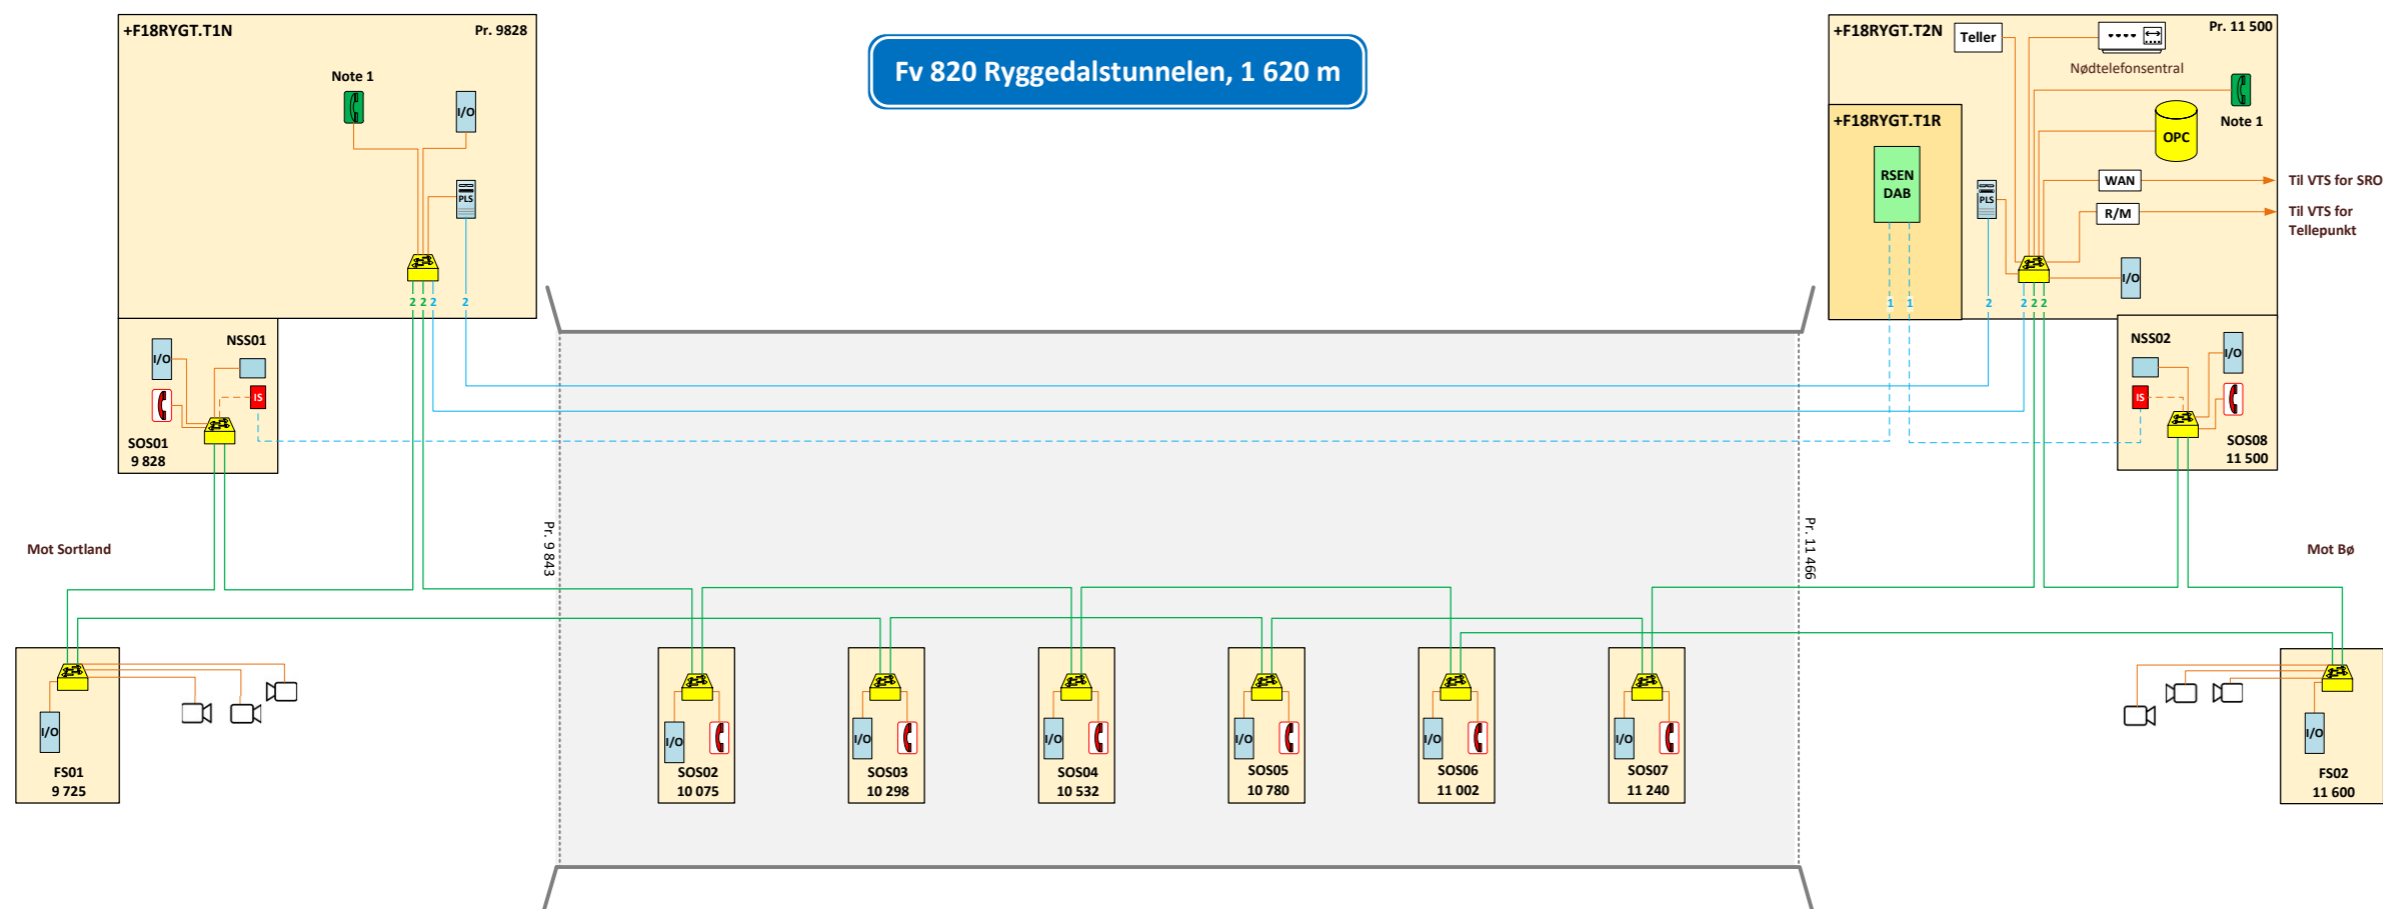 +F18RYGT.T1N
Pr. 9828
Note 1
I/O
PLS
2 2 2 2
NSS01
I/O
IS
SOS01
9 828
Fv 820 Ryggedalstunnelen, 1 620 m
+F18RYGT.T2N
Teller
Pr. 11 500
Nødtelefonsentral
Note 1
OPC
+F18RYGT.T1R
RSEN
DAB
PLS
WAN
Til VTS for SRO
R/M
Til VTS for
Tellepunkt
I/O
1 1 2 2 2 2
NSS02
I/O
IS
SOS08
11 500
Mot Sortland
Pr. 9 843
Pr. 11 466
Mot Bø
I/O
FS01
9 725
I/O
SOS02
10 075
I/O
SOS03
10 298
I/O
SOS04
10 532
I/O
SOS05
10 780
I/O
SOS06
11 002
I/O
SOS07
11 240
I/O
FS02
11 600